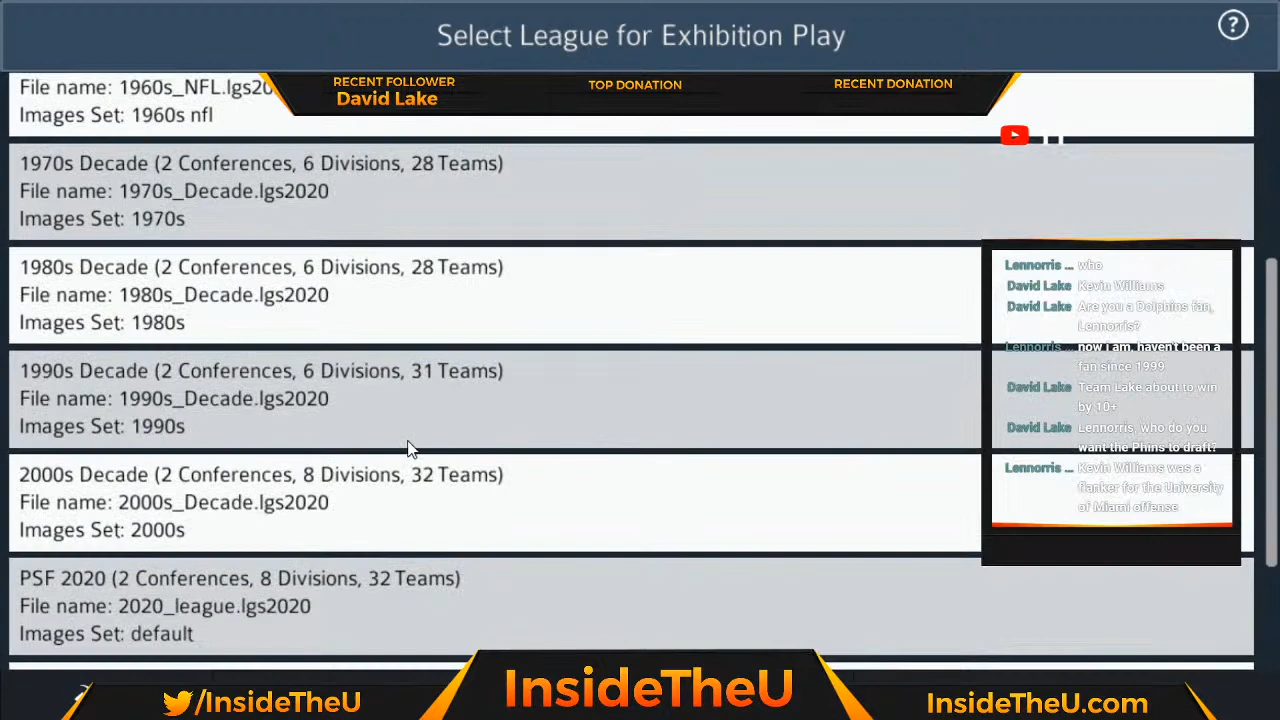 Select League for Exhibition Play
?
RECENT FOLLOWER
David Lake
TOP DONATION
RECENT DONATION
File name: 1960s_NFL.lgs20
Images Set: 1960s nfl
1970s Decade (2 Conferences, 6 Divisions, 28 Teams)
File name: 1970s_Decade.lgs2020
Images Set: 1970s
1980s Decade (2 Conferences, 6 Divisions, 28 Teams)
File name: 1980s_Decade.lgs2020
Images Set: 1980s
1990s Decade (2 Conferences, 6 Divisions, 31 Teams)
File name: 1990s_Decade.lgs2020
Images Set: 1990s
2000s Decade (2 Conferences, 8 Divisions, 32 Teams)
File name: 2000s_Decade.lgs2020
Images Set: 2000s
PSF 2020 (2 Conferences, 8 Divisions, 32 Teams)
File name: 2020_league.lgs2020
Images Set: default
Lennorris ... who
David Lake Kevin Williams
David Lake Are you a Dolphins fan,
Lennorris?
Lennorris ... now I am, haven't been a
fan since 1999
David Lake Team Lake about to win
by 10+
David Lake Lennorris, who do you
want the Phins to draft?
Lennorris ... Kevin Williams was a
flanker for the University
of Miami offense
/InsideTheU
InsideTheU
InsideTheU.com